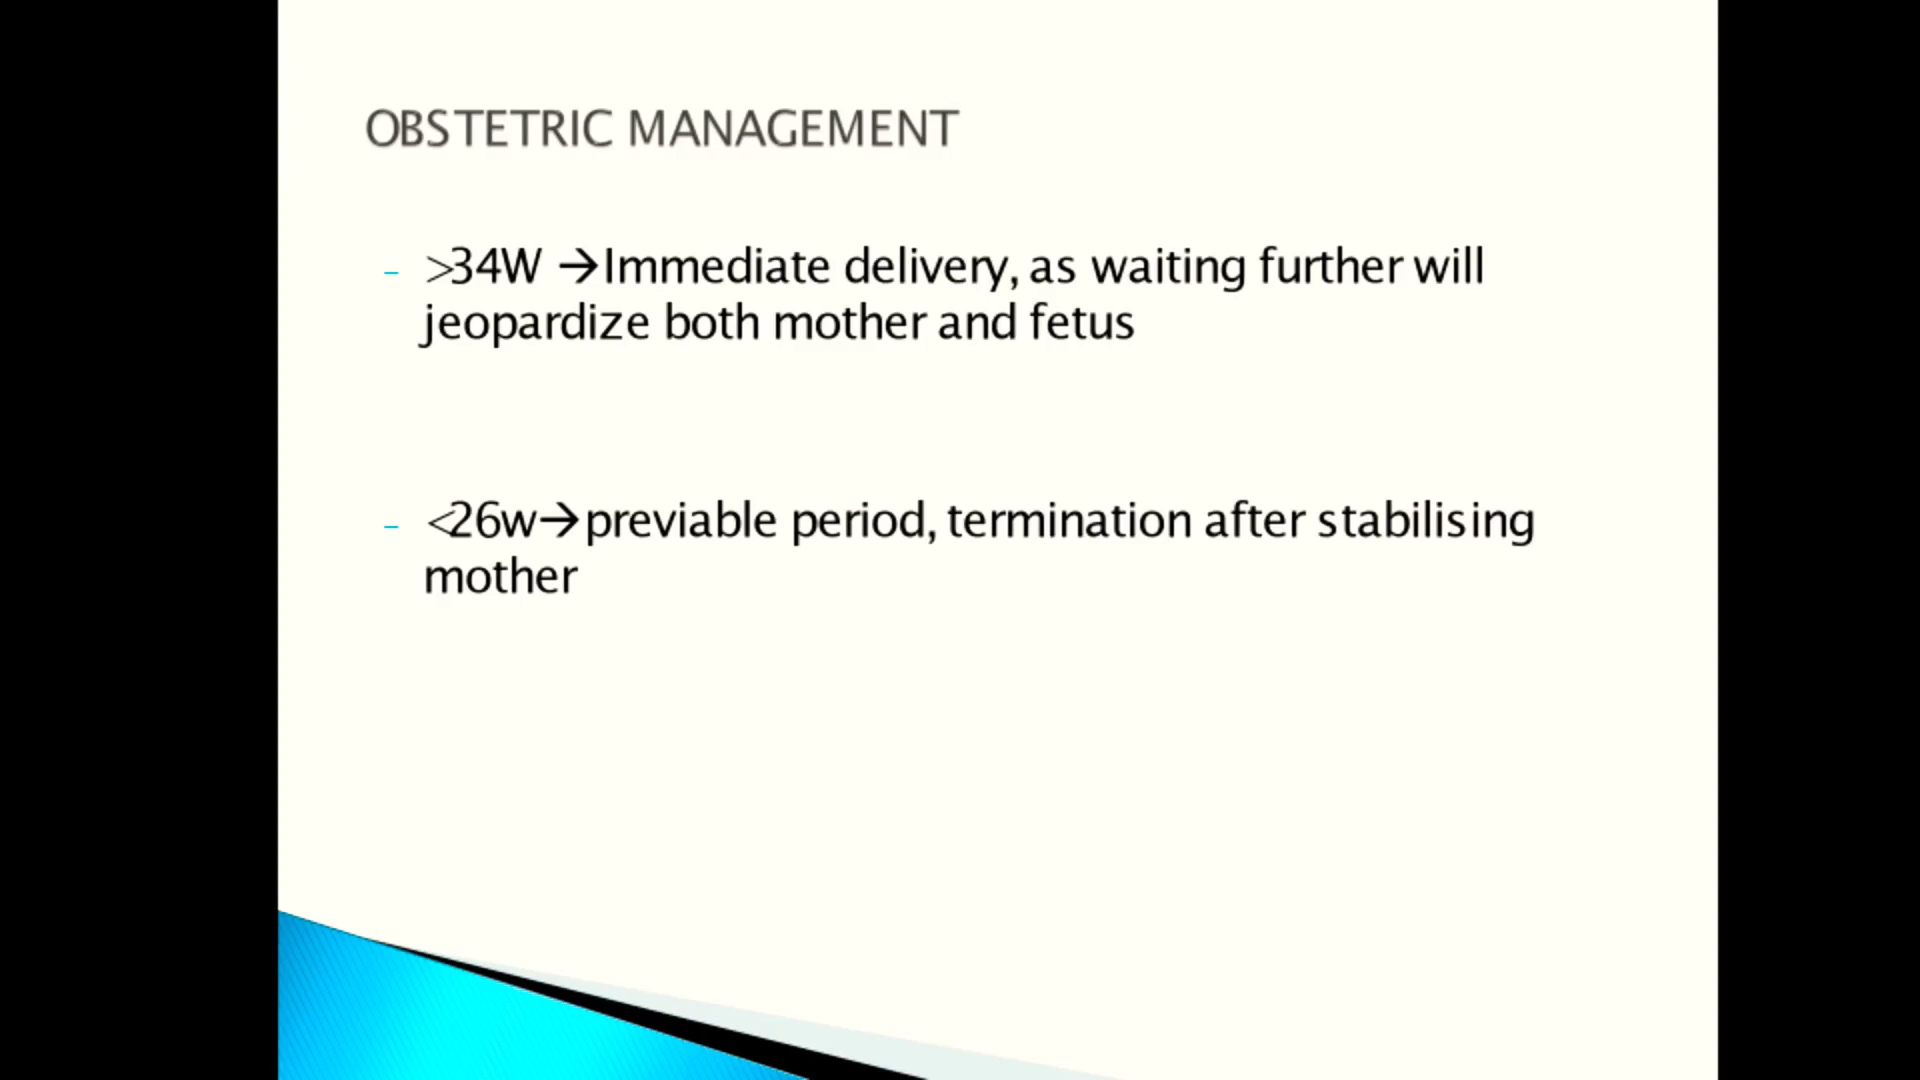 OBSTETRIC MANAGEMENT
– >34W →Immediate delivery, as waiting further will
jeopardize both mother and fetus
– <26w→previable period, termination after stabilising
mother